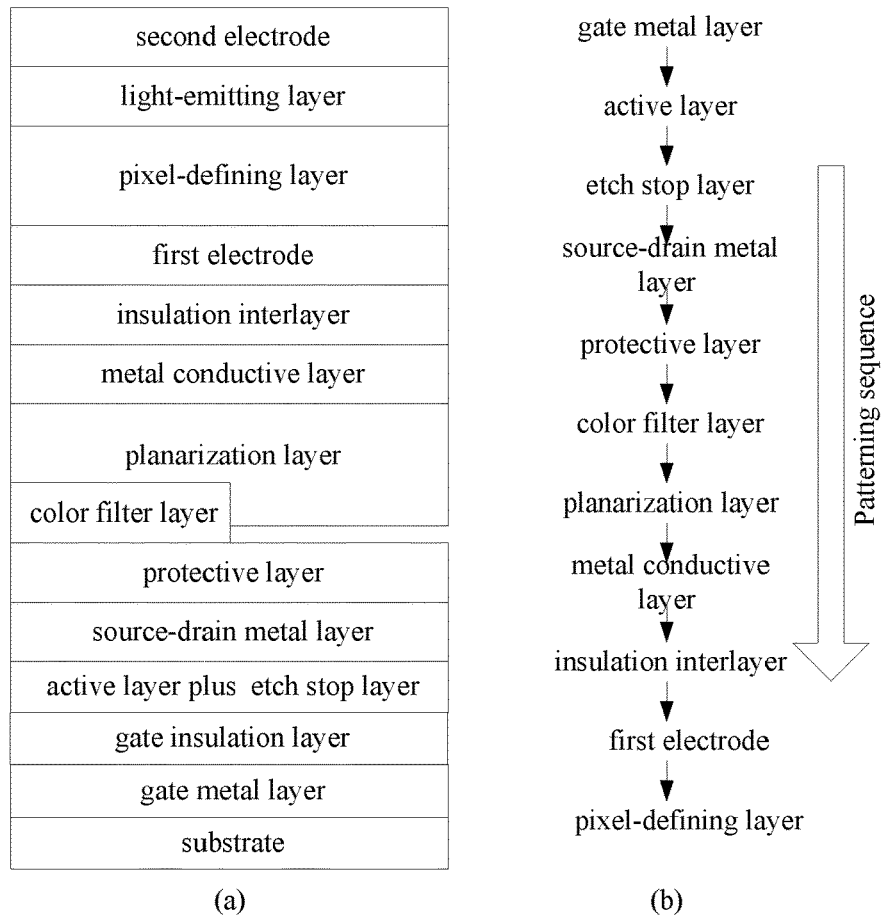 second electrode
light-emitting layer
pixel-defining layer
first electrode
insulation interlayer
metal conductive layer
planarization layer
color filter layer
protective layer
source-drain metal layer
active layer plus etch stop layer
gate insulation layer
gate metal layer
substrate
(a)
gate metal layer
active layer
etch stop layer
source-drain metal
layer
protective layer
color filter layer
planarization layer
metal conductive
layer
insulation interlayer
first electrode
pixel-defining layer
(b)
Patterning sequence